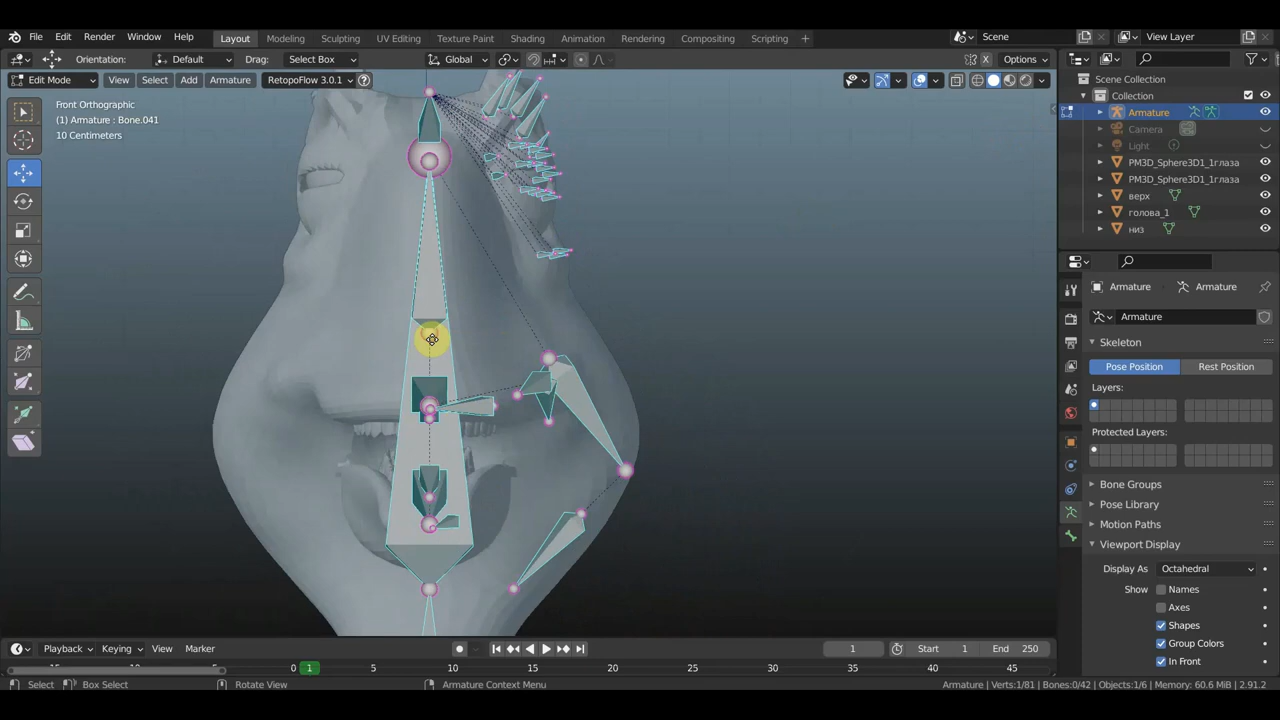 File Edit Render Window Help Layout Modeling Sculpting UV Editing Texture Paint Shading Animation Rendering Compositing Scripting + Scene View Layer
Orientation: Default Drag: Select Box Global X Options
Edit Mode View Select Add Armature RetopoFlow 3.0.1 ?
Front Orthographic
(1) Armature : Bone.041
10 Centimeters
Scene Collection
Collection
Armature
Camera
Light
PM3D_Sphere3D1_1глаза
PM3D_Sphere3D1_1глаза
верх
голова_1
низ
Armature Armature
Armature
Skeleton
Pose Position Rest Position
Layers:
Protected Layers:
Bone Groups
Pose Library
Motion Paths
Viewport Display
Display As Octahedral
Show Names
Axes
Shapes
Group Colors
In Front
Playback Keying View Marker 1 Start 1 End 250
0 1 5 10 15 20 25 30 35 40 45
Select Box Select Rotate View Armature Context Menu Armature | Verts:1/81 | Bones:0/42 | Objects:1/6 | Memory: 60.6 MiB | 2.91.2